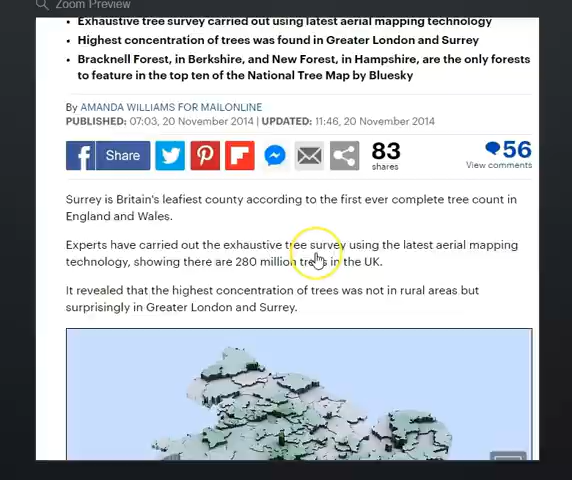 Zoom Preview
Exhaustive tree survey carried out using latest aerial mapping technology
Highest concentration of trees was found in Greater London and Surrey
Bracknell Forest, in Berkshire, and New Forest, in Hampshire, are the only forests
to feature in the top ten of the National Tree Map by Bluesky
By AMANDA WILLIAMS FOR MAILONLINE
PUBLISHED: 07:03, 20 November 2014 | UPDATED: 11:46, 20 November 2014
Share
83
shares
56
View comments
Surrey is Britain's leafiest county according to the first ever complete tree count in
England and Wales.
Experts have carried out the exhaustive tree survey using the latest aerial mapping
technology, showing there are 280 million trees in the UK.
It revealed that the highest concentration of trees was not in rural areas but
surprisingly in Greater London and Surrey.